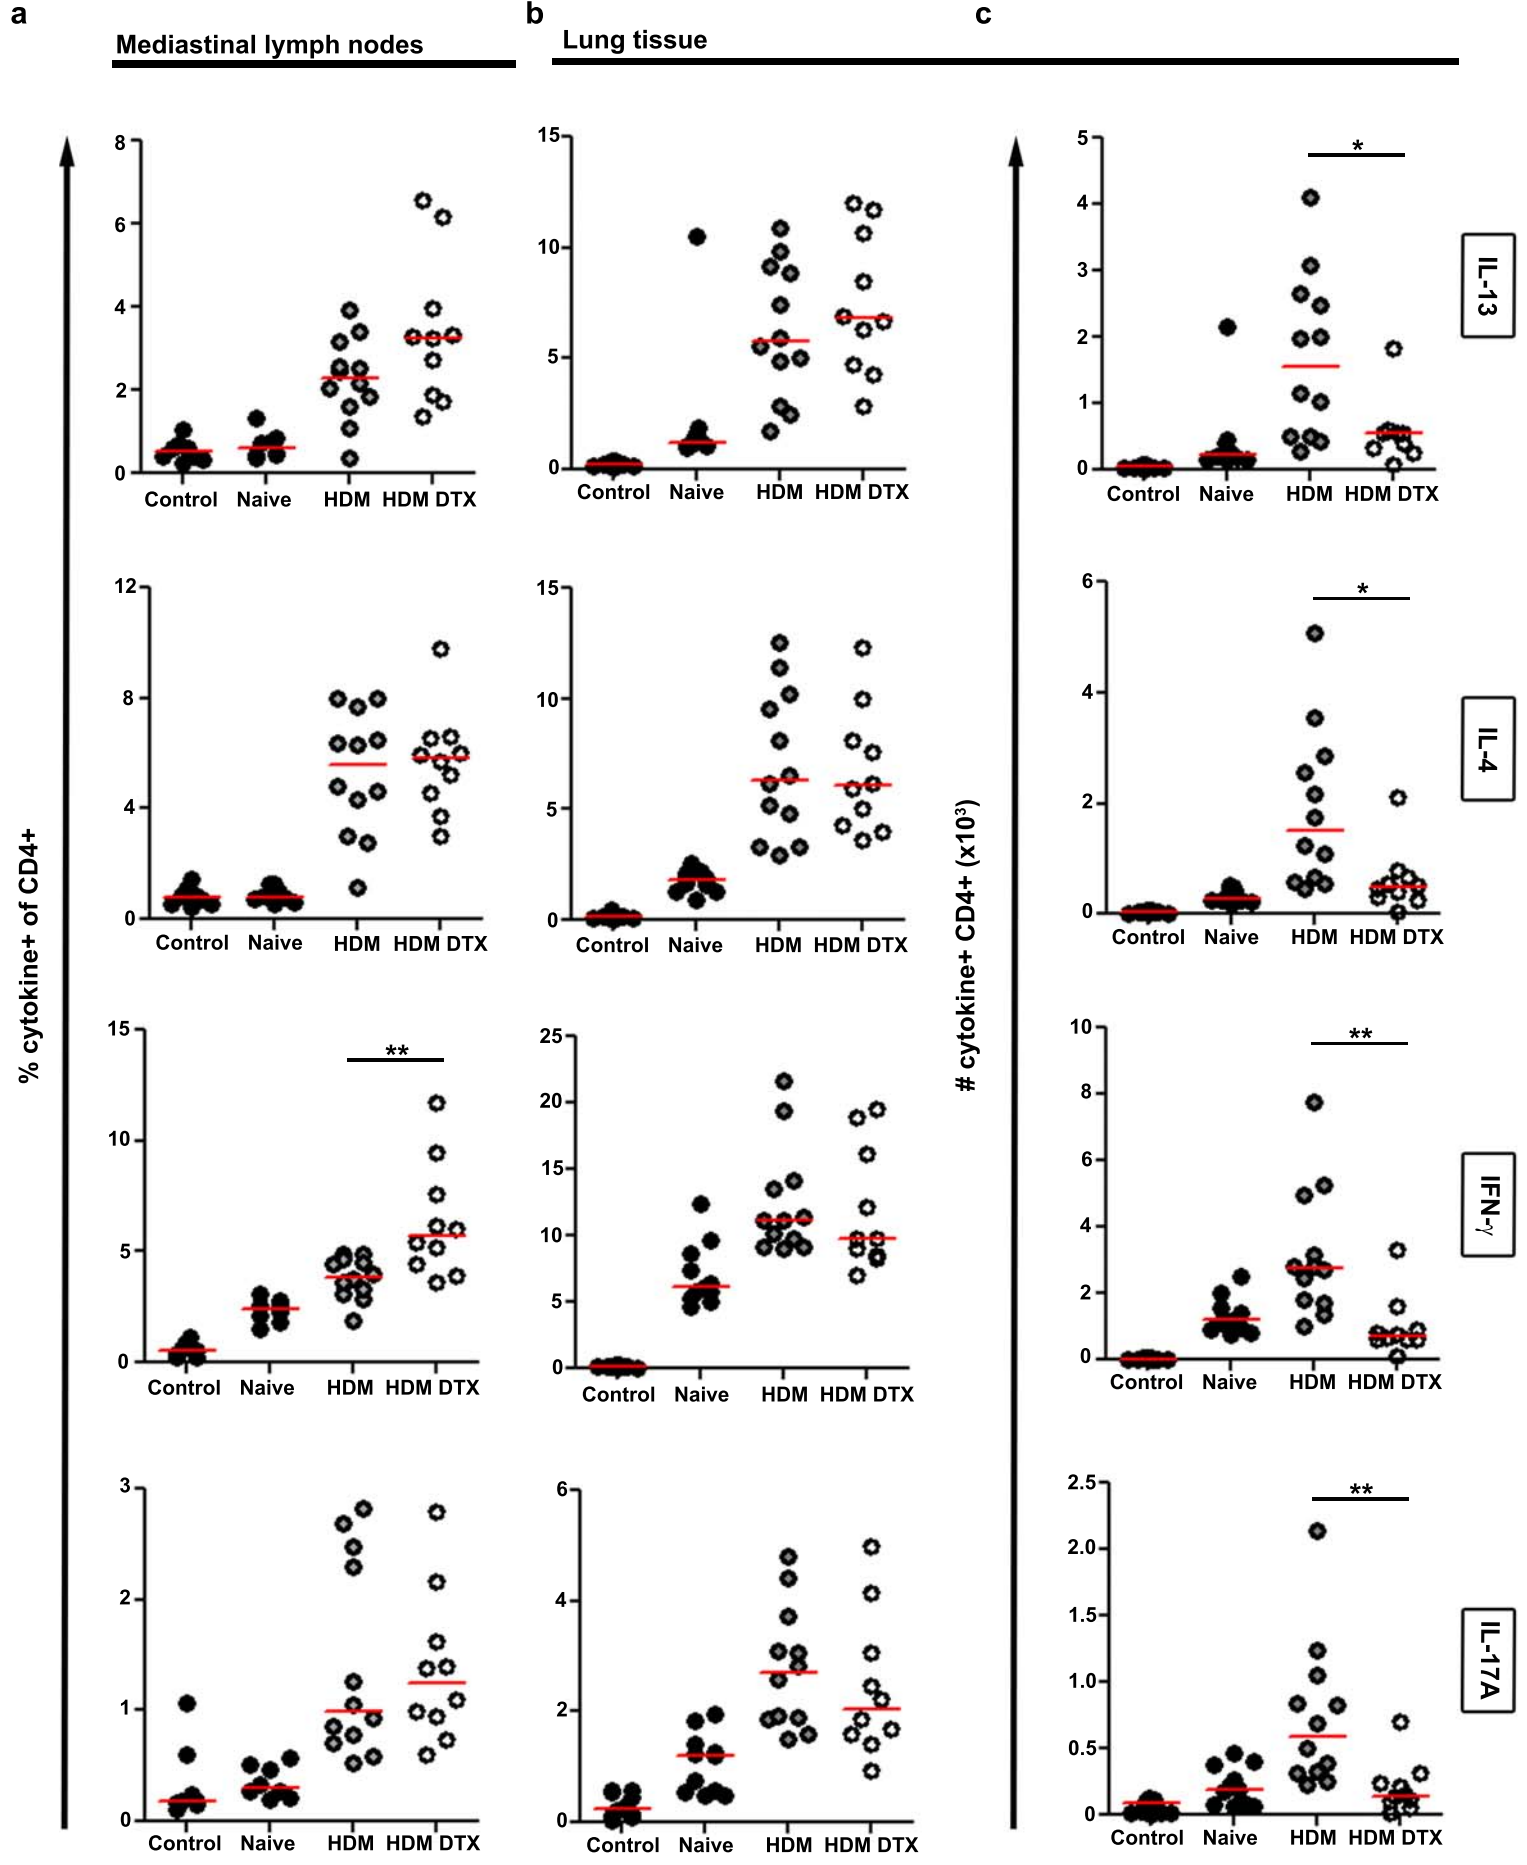 a
b
c
Mediastinal lymph nodes
Lung tissue
% cytokine+ of CD4+
# cytokine+ CD4+ (x10³)
8
6
4
2
0
Control Naive HDM HDM DTX
15
10
5
0
Control Naive HDM HDM DTX
5
4
3
2
1
0
*
Control Naive HDM HDM DTX
IL-13
12
8
4
0
Control Naive HDM HDM DTX
15
10
5
0
Naive HDM HDM DTX
Control
6
4
2
0
*
Control Naive HDM HDM DTX
IL-4
15
10
5
0
**
Control Naive HDM HDM DTX
25
20
15
10
5
0
Control Naive HDM HDM DTX
10
8
6
4
2
0
**
Control Naive HDM HDM DTX
IFN-γ
3
2
1
0
Control Naive HDM HDM DTX
6
4
2
0
Control Naive HDM HDM DTX
2.5
2.0
1.5
1.0
0.5
0
**
Control Naive HDM HDM DTX
IL-17A